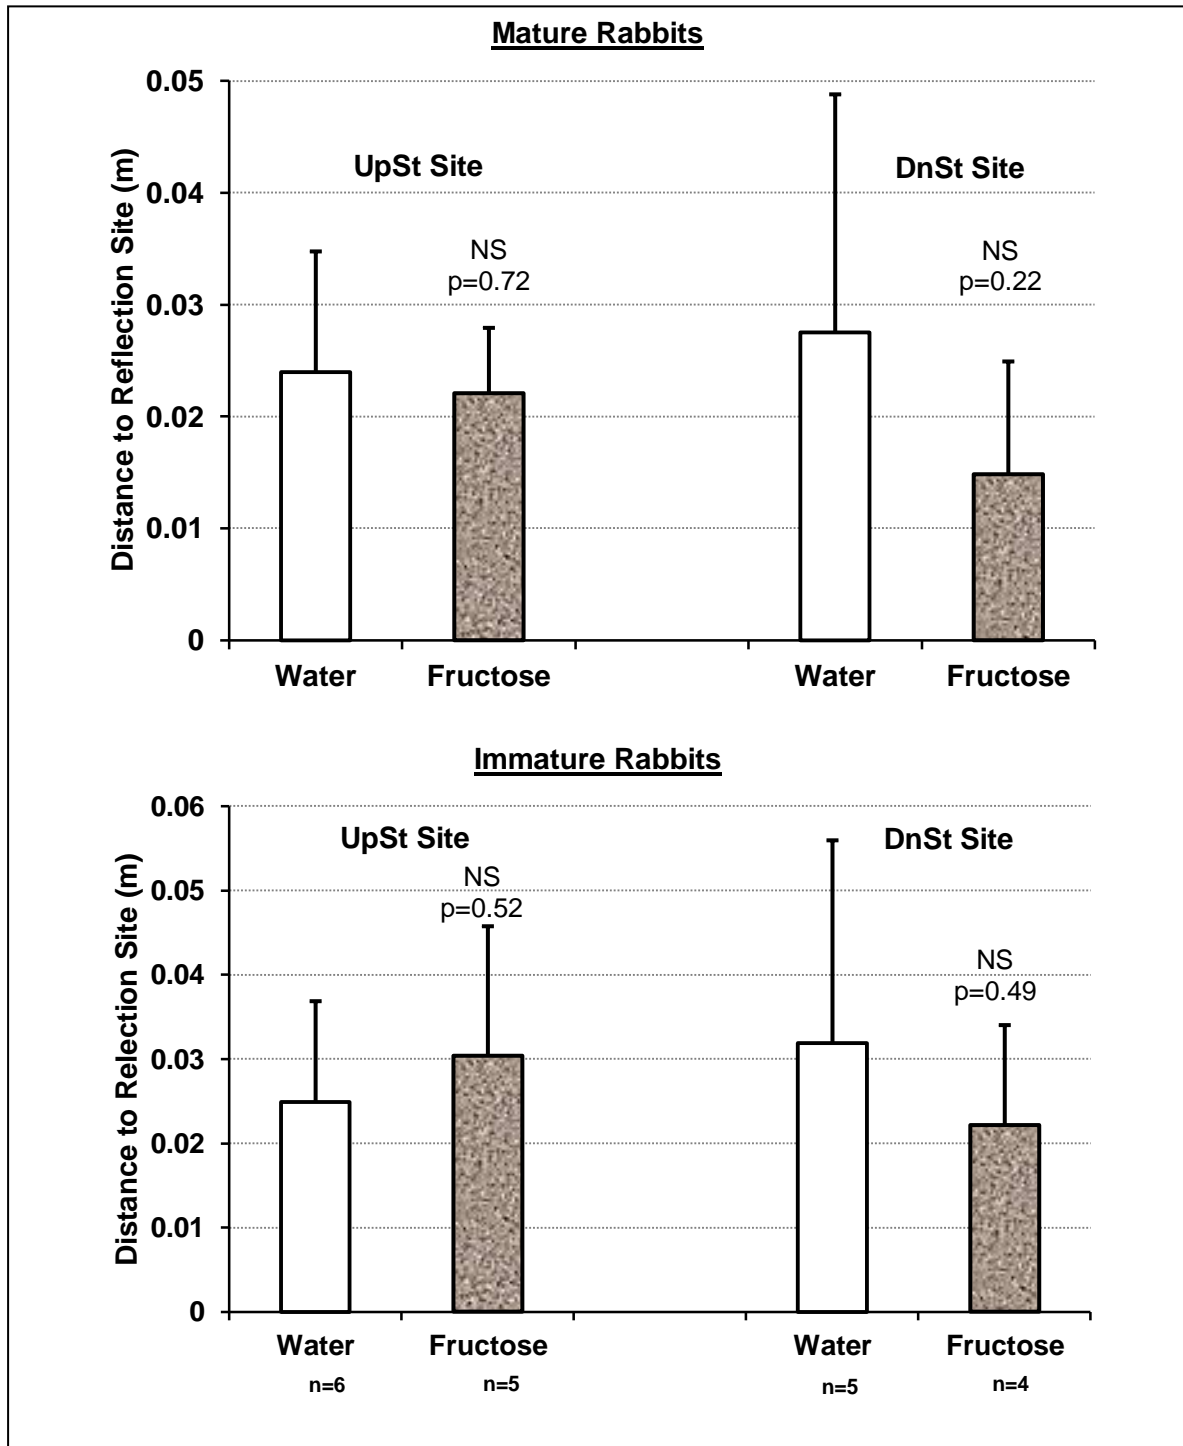 Mature Rabbits
Distance to Reflection Site (m)
0.05
0.04
0.03
0.02
0.01
0
UpSt Site
DnSt Site
NS
p=0.72
NS
p=0.22
Water Fructose Water Fructose
Immature Rabbits
Distance to Relection Site (m)
0.06
0.05
0.04
0.03
0.02
0.01
0
UpSt Site
DnSt Site
NS
p=0.52
NS
p=0.49
Water Fructose Water Fructose
n=6 n=5 n=5 n=4